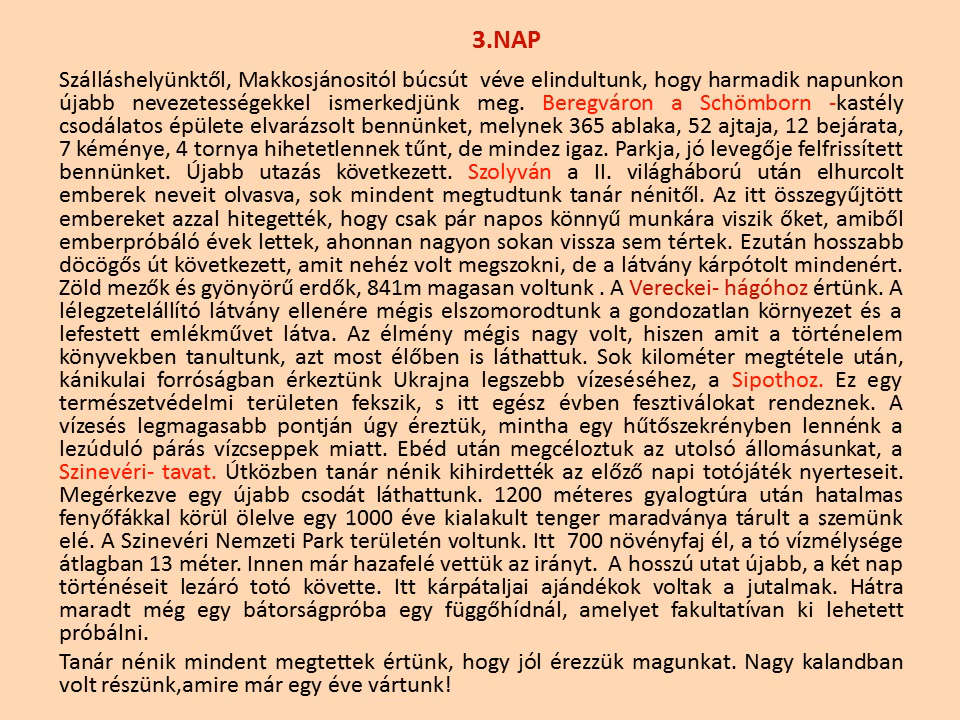 3.NAP
Szálláshelyünktől, Makkosjánositól búcsút  véve elindultunk, hogy harmadik napunkon
újabb nevezetességekkel ismerkedjünk meg. Beregváron a Schömborn -kastély
csodálatos épülete elvarázsolt bennünket, melynek 365 ablaka, 52 ajtaja, 12 bejárata,
7 kéménye, 4 tornya hihetetlennek tűnt, de mindez igaz. Parkja, jó levegője felfrissített
bennünket. Újabb utazás következett. Szolyván a II. világháború után elhurcolt
emberek neveit olvasva, sok mindent megtudtunk tanár nénitől. Az itt összegyűjtött
embereket azzal hitegették, hogy csak pár napos könnyű munkára viszik őket, amiből
emberpróbáló évek lettek, ahonnan nagyon sokan vissza sem tértek. Ezután hosszabb
döcögős út következett, amit nehéz volt megszokni, de a látvány kárpótolt mindenért.
Zöld mezők és gyönyörű erdők, 841m magasan voltunk . A Vereckei- hágóhoz értünk. A
lélegzetelállító látvány ellenére mégis elszomorodtunk a gondozatlan környezet és a
lefestett emlékművet látva. Az élmény mégis nagy volt, hiszen amit a történelem
könyvekben tanultunk, azt most élőben is láthattuk. Sok kilométer megtétele után,
kánikulai forróságban érkeztünk Ukrajna legszebb vízeséséhez, a Sipothoz. Ez egy
természetvédelmi területen fekszik, s itt egész évben fesztiválokat rendeznek. A
vízesés legmagasabb pontján úgy éreztük, mintha egy hűtőszekrényben lennénk a
lezúduló párás vízcseppek miatt. Ebéd után megcéloztuk az utolsó állomásunkat, a
Szinevéri- tavat. Útközben tanár nénik kihirdették az előző napi totójáték nyerteseit.
Megérkezve egy újabb csodát láthattunk. 1200 méteres gyalogtúra után hatalmas
fenyőfákkal körül ölelve egy 1000 éve kialakult tenger maradványa tárult a szemünk
elé. A Szinevéri Nemzeti Park területén voltunk. Itt  700 növényfaj él, a tó vízmélysége
átlagban 13 méter. Innen már hazafelé vettük az irányt.  A hosszú utat újabb, a két nap
történéseit lezáró totó követte. Itt kárpátaljai ajándékok voltak a jutalmak. Hátra
maradt még egy bátorságpróba egy függőhídnál, amelyet fakultatívan ki lehetett
próbálni.
Tanár nénik mindent megtettek értünk, hogy jól érezzük magunkat. Nagy kalandban
volt részünk,amire már egy éve vártunk!